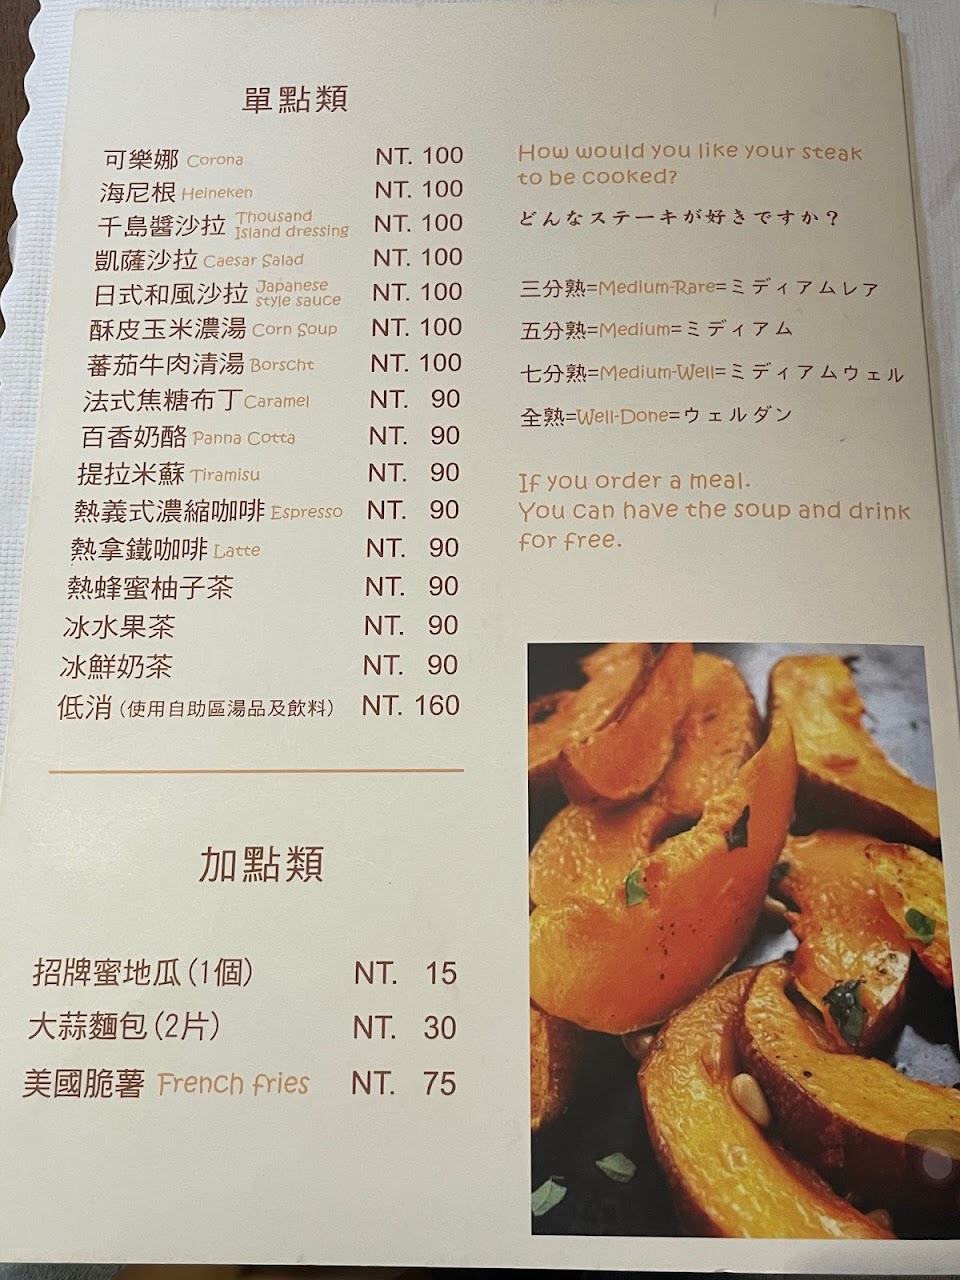 單點類
可樂娜 Corona NT. 100
海尼根 Heineken NT. 100
千島醬沙拉 Thousand Island dressing NT. 100
凱薩沙拉 Caesar Salad NT. 100
日式和風沙拉 Japanese style sauce NT. 100
酥皮玉米濃湯 Corn Soup NT. 100
蕃茄牛肉清湯 Borscht NT. 100
法式焦糖布丁 Caramel NT. 90
百香奶酪 Panna Cotta NT. 90
提拉米蘇 Tiramisu NT. 90
熱義式濃縮咖啡 Espresso NT. 90
熱拿鐵咖啡 Latte NT. 90
熱蜂蜜柚子茶 NT. 90
冰水果茶 NT. 90
冰鮮奶茶 NT. 90
低消(使用自助區湯品及飲料) NT. 160
加點類
招牌蜜地瓜(1個) NT. 15
大蒜麵包(2片) NT. 30
美國脆薯 French fries NT. 75
How would you like your steak
to be cooked?
どんなステーキが好きですか？
三分熟=Medium-Rare=ミディアムレア
五分熟=Medium=ミディアム
七分熟=Medium-Well=ミディアムウェル
全熟=Well-Done=ウェルダン
If you order a meal.
You can have the soup and drink
for free.